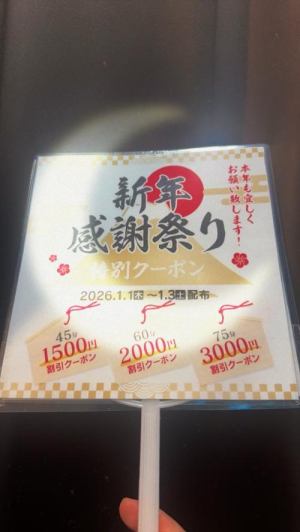 本年も宜しく
お願い致します！
新年
感謝祭り
特別クーポン
2026.1.1木～1.3土配布
45分
1500円
割引クーポン
60分
2000円
割引クーポン
75分
3000円
割引クーポン